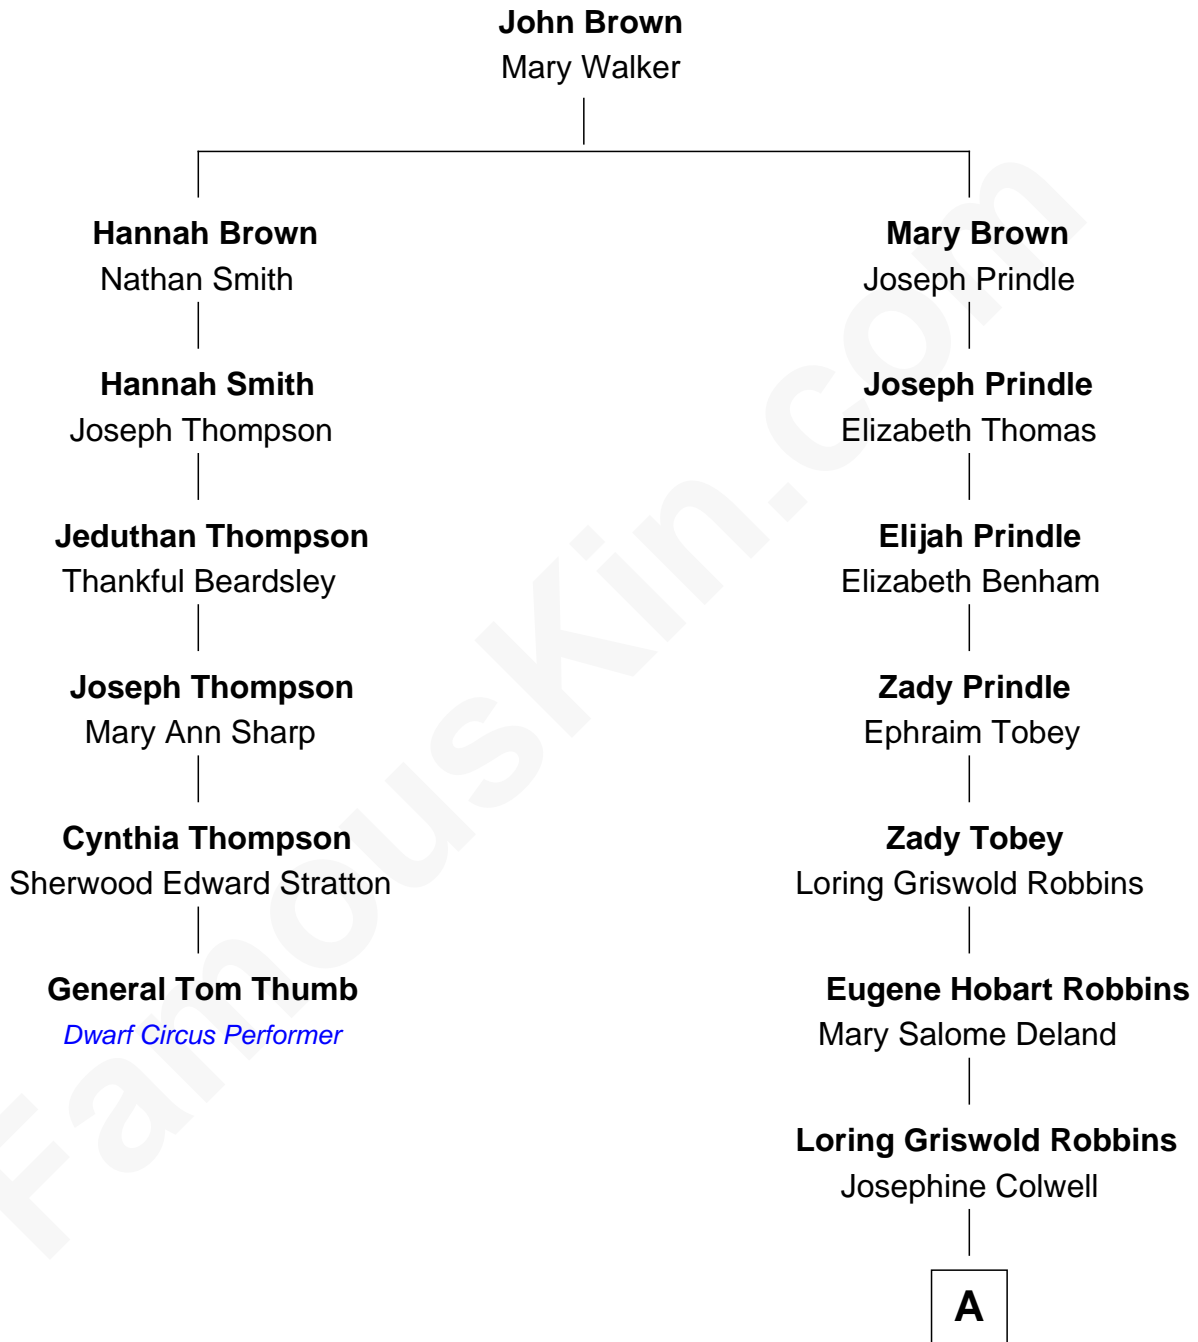 John Brown
Mary Walker
Hannah Brown
Nathan Smith
Mary Brown
Joseph Prindle
Hannah Smith
Joseph Thompson
Joseph Prindle
Elizabeth Thomas
Jeduthan Thompson
Thankful Beardsley
Elijah Prindle
Elizabeth Benham
Joseph Thompson
Mary Ann Sharp
Zady Prindle
Ephraim Tobey
Cynthia Thompson
Sherwood Edward Stratton
Zady Tobey
Loring Griswold Robbins
General Tom Thumb
Dwarf Circus Performer
Eugene Hobart Robbins
Mary Salome Deland
Loring Griswold Robbins
Josephine Colwell
A
FamousKin.com